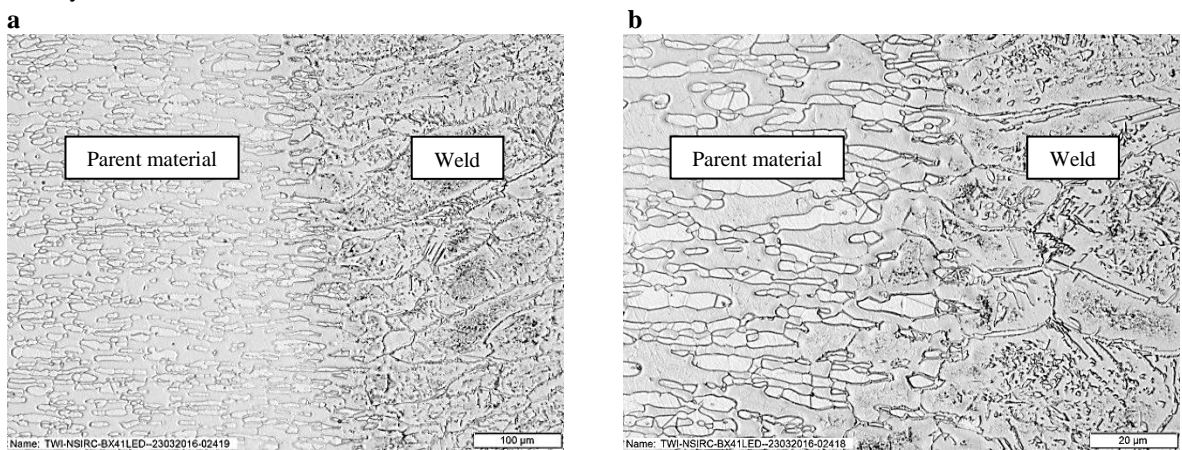 a
b
Parent material
Weld
Parent material
Weld
Name: TWI-NSIRC-BX41LED--23032016-02419
100 µm
Name: TWI-NSIRC-BX41LED--23032016-02418
20 µm